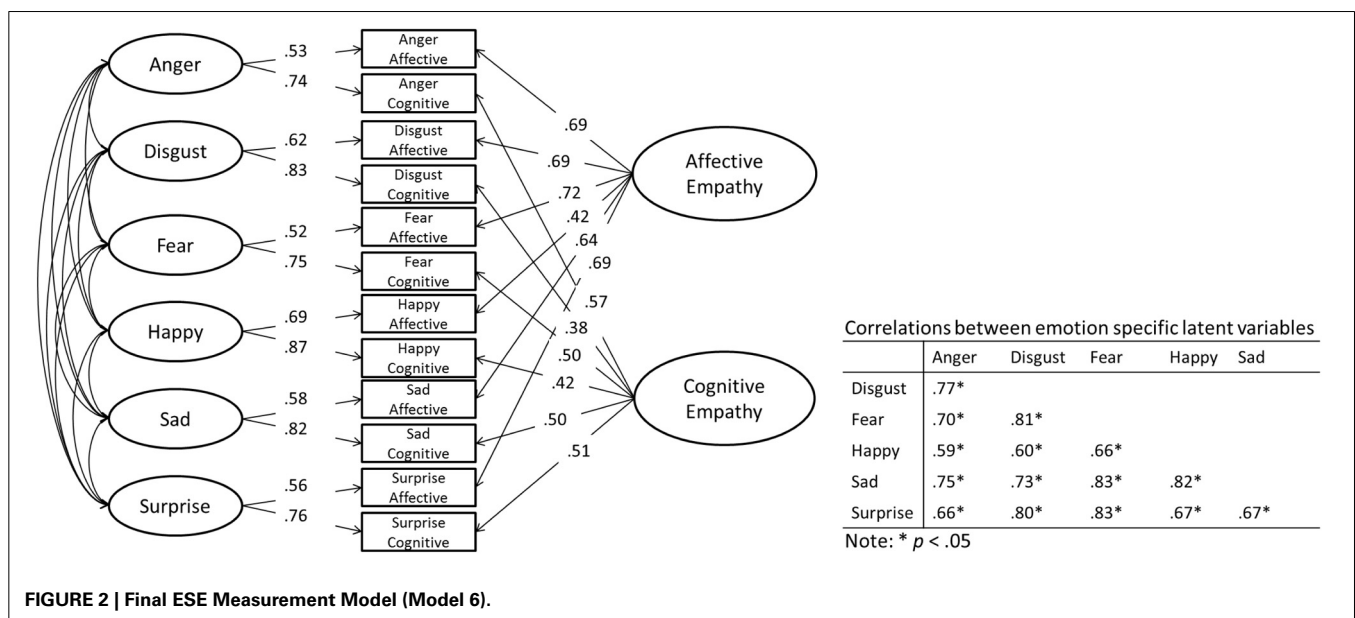 Anger
Disgust
Fear
Happy
Sad
Surprise
.53
.74
.62
.83
.52
.75
.69
.87
.58
.82
.56
.76
Anger
Affective
Anger
Cognitive
Disgust
Affective
Disgust
Cognitive
Fear
Affective
Fear
Cognitive
Happy
Affective
Happy
Cognitive
Sad
Affective
Sad
Cognitive
Surprise
Affective
Surprise
Cognitive
.69
.69
.72
.42
.64
.69
.57
.38
.50
.42
.50
.51
Affective
Empathy
Cognitive
Empathy
Correlations between emotion specific latent variables
Anger Disgust Fear Happy Sad
Disgust .77*
Fear .70* .81*
Happy .59* .60* .66*
Sad .75* .73* .83* .82*
Surprise .66* .80* .83* .67* .67*
Note: * p < .05
FIGURE 2 | Final ESE Measurement Model (Model 6).